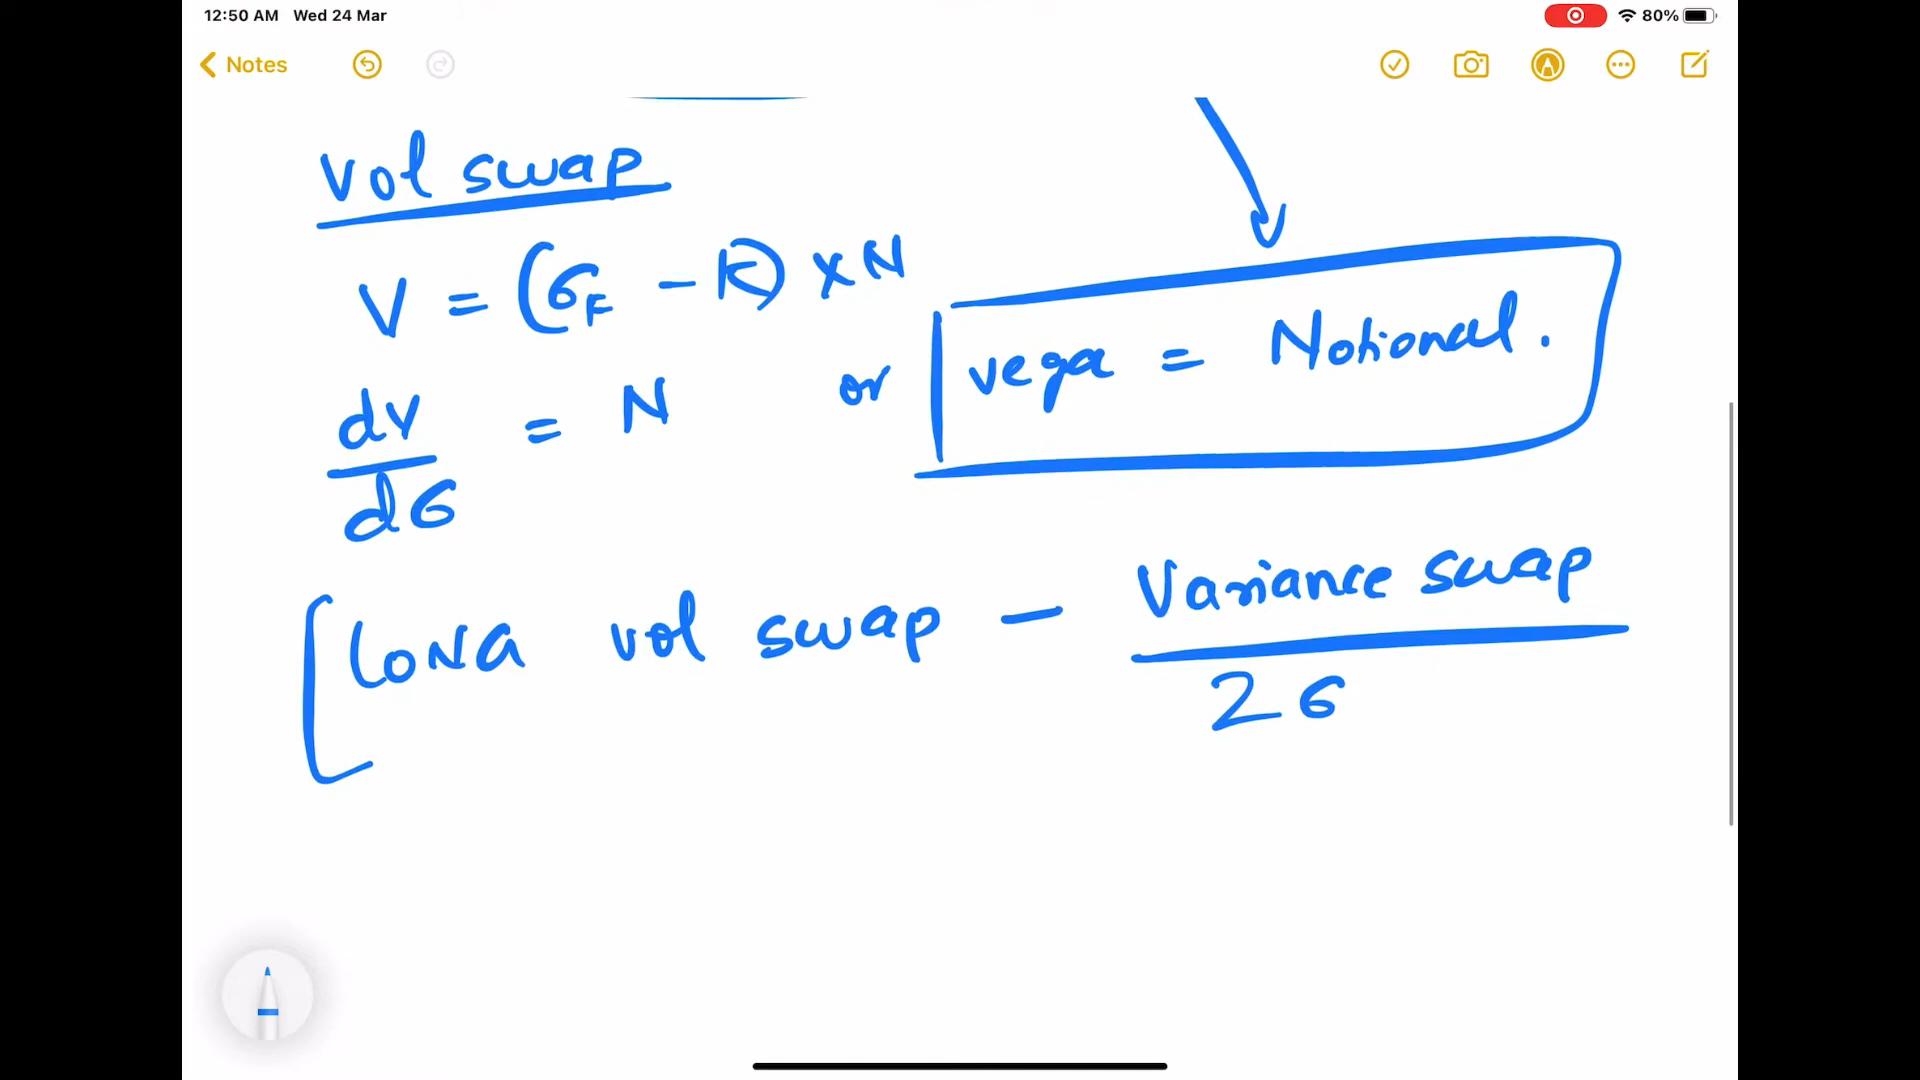 12:50 AM Wed 24 Mar 80%
Notes
Vol swap
V = (σF - K) x N
dV/dσ = N or vega = Notional.
LONG vol swap - Variance swap / 2σ